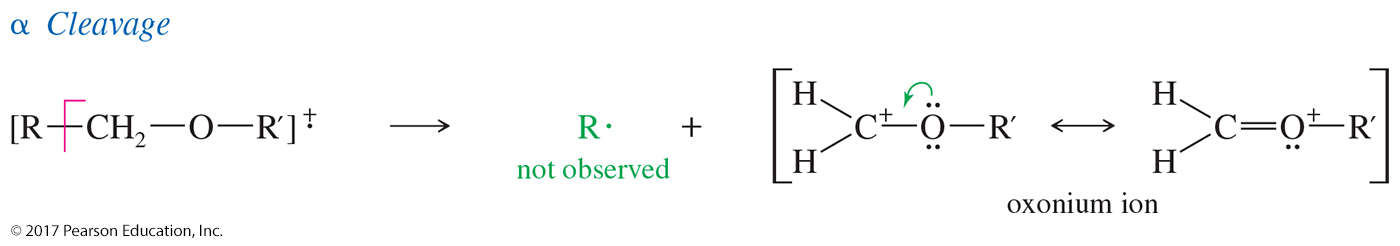 α Cleavage
[R—CH₂—O—R′]⁺• ⟶ R· + [H H C⁺—Ö—R′ ⟷ H H C=O⁺—R′]
not observed
oxonium ion
© 2017 Pearson Education, Inc.